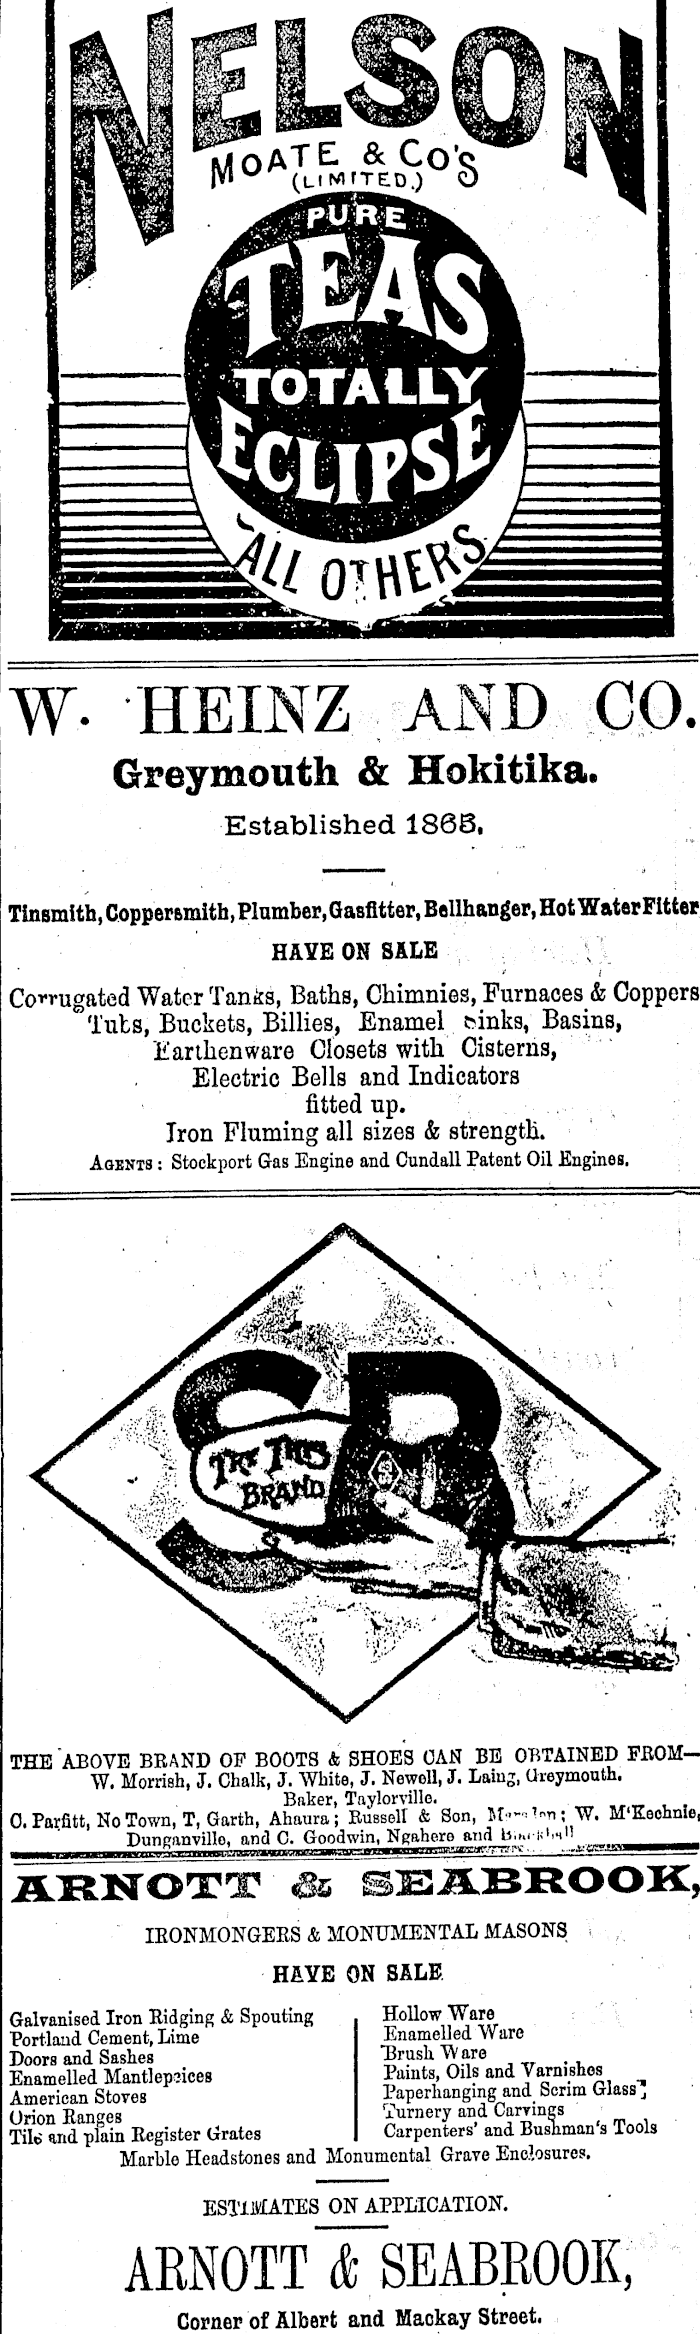 NELSON
MOATE & CO'S
(LIMITED.)
PURE
TEAS
TOTALLY
ECLIPSE
ALL OTHERS
W. HEINZ AND CO.
Greymouth & Hokitika.
Established 1865.
Tinsmith, Coppersmith, Plumber, Gasfitter, Bellhanger, Hot Water Fitter
HAVE ON SALE
Corrugated Water Tanks, Baths, Chimnies, Furnaces & Coppers
Tubs, Buckets, Billies, Enamel Sinks, Basins,
Earthenware Closets with Cisterns,
Electric Bells and Indicators
fitted up.
Iron Fluming all sizes & strength.
AGENTS: Stockport Gas Engine and Cundall Patent Oil Engines.
TRY THIS
BRAND
THE ABOVE BRAND OF BOOTS & SHOES CAN BE OBTAINED FROM—
W. Morrish, J. Chalk, J. White, J. Newell, J. Laing, Greymouth.
Baker, Taylorville.
O. Parfitt, No Town, T, Garth, Ahaura; Russell & Son, W. M'Kechnie,
Dunganville, and C. Goodwin, Ngahere and
ARNOTT & SEABROOK,
IRONMONGERS & MONUMENTAL MASONS
HAVE ON SALE
Galvanised Iron Ridging & Spouting
Portland Cement, Lime
Doors and Sashes
Enamelled Mantlepeices
American Stoves
Orion Ranges
Tile and plain Register Grates
Hollow Ware
Enamelled Ware
Brush Ware
Paints, Oils and Varnishes
Paperhanging and Scrim Glass
Turnery and Carvings
Carpenters' and Bushman's Tools
Marble Headstones and Monumental Grave Enclosures.
ESTIMATES ON APPLICATION.
ARNOTT & SEABROOK,
Corner of Albert and Mackay Street.